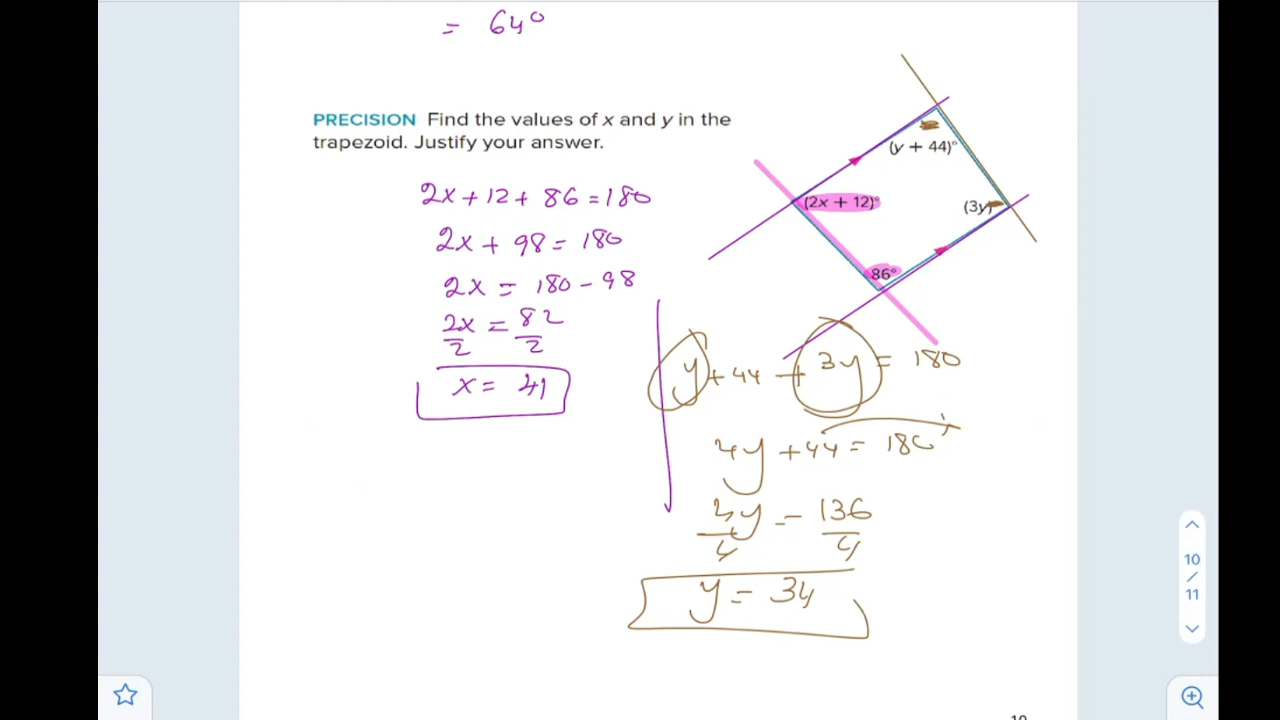 = 64°
PRECISION Find the values of x and y in the
trapezoid. Justify your answer.
(y + 44)°
(2x + 12)°
(3y)
86°
2x + 12 + 86 = 180
2x + 98 = 180
2x = 180 - 98
2x = 82
2 2
x = 41
y + 44 + 3y = 180
4y + 44 = 180
4y = 136
4 4
y = 34
10
/
11